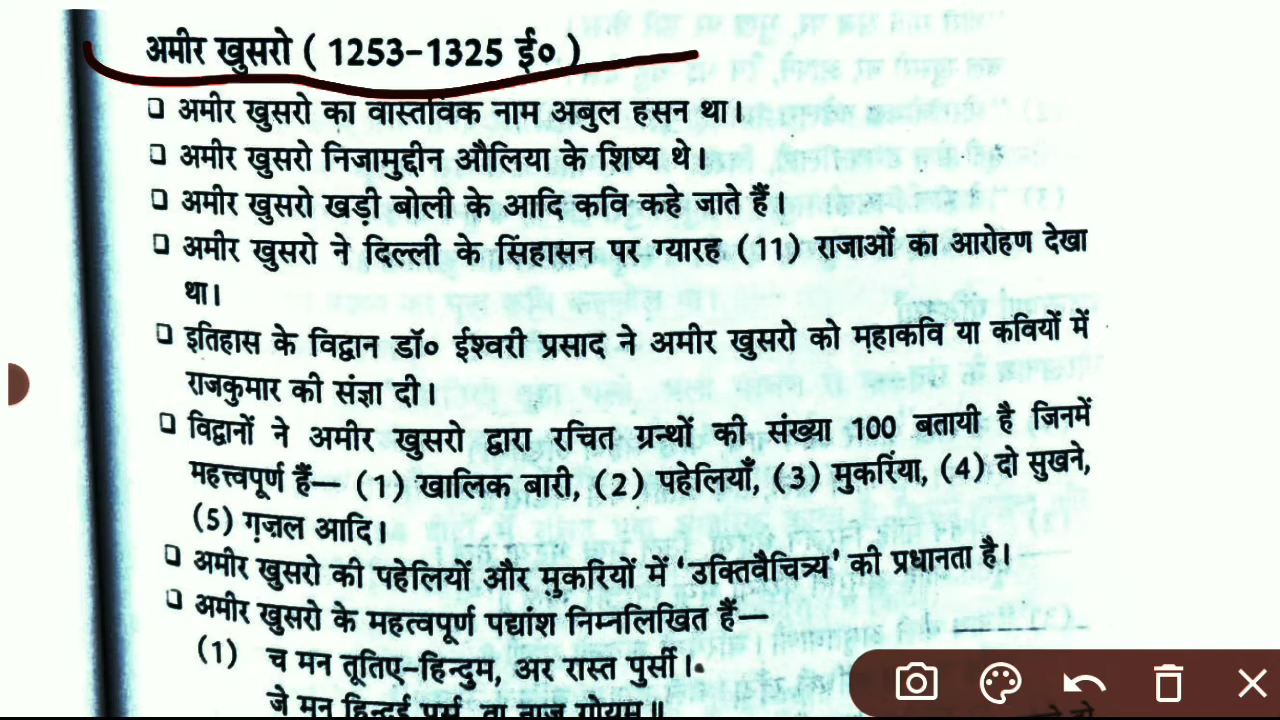 अमीर खुसरो ( 1253-1325 ई० )
❑ अमीर खुसरो का वास्तविक नाम अबुल हसन था।
❑ अमीर खुसरो निजामुद्दीन औलिया के शिष्य थे।
❑ अमीर खुसरो खड़ी बोली के आदि कवि कहे जाते हैं।
❑ अमीर खुसरो ने दिल्ली के सिंहासन पर ग्यारह (11) राजाओं का आरोहण देखा
था।
❑ इतिहास के विद्वान डॉ० ईश्वरी प्रसाद ने अमीर खुसरो को महाकवि या कवियों में
राजकुमार की संज्ञा दी।
❑ विद्वानों ने अमीर खुसरो द्वारा रचित ग्रन्थों की संख्या 100 बतायी है जिनमें
महत्त्वपूर्ण हैं— (1) खालिक बारी, (2) पहेलियाँ, (3) मुकरिंया, (4) दो सुखने,
(5) ग़ज़ल आदि।
❑ अमीर खुसरो की पहेलियों और मुकरियों में 'उक्तिवैचित्र्य' की प्रधानता है।
❑ अमीर खुसरो के महत्वपूर्ण पद्यांश निम्नलिखित हैं—
(1) च मन तूतिए-हिन्दुम, अर रास्त पुर्सी।
जे मन हिन्दुई पुर्स, ता नाज गोयम॥